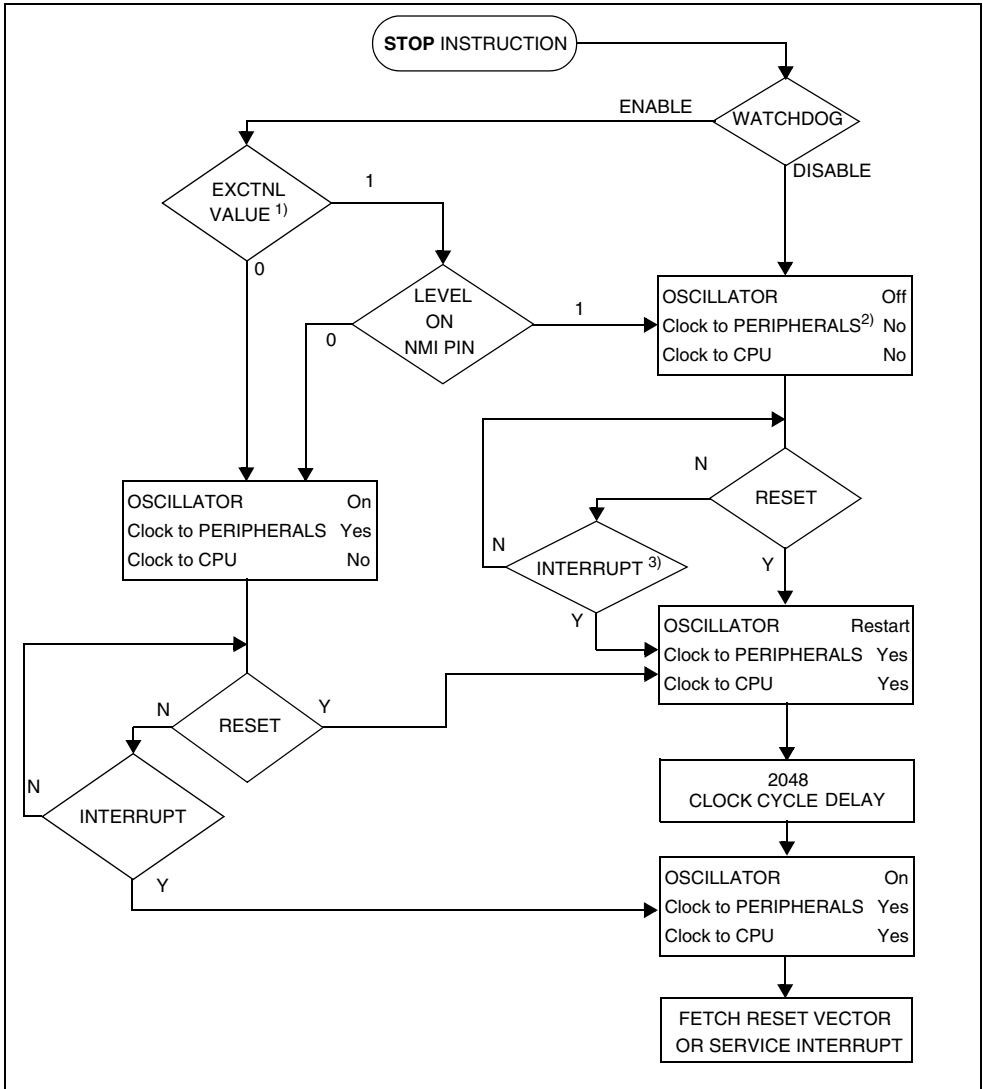 STOP INSTRUCTION
ENABLE
WATCHDOG
DISABLE
EXCTNL
VALUE 1)
1
0
LEVEL
ON
NMI PIN
1
0
OSCILLATOR Off
Clock to PERIPHERALS2) No
Clock to CPU No
N
RESET
Y
OSCILLATOR On
Clock to PERIPHERALS Yes
Clock to CPU No
N
INTERRUPT 3)
Y
OSCILLATOR Restart
Clock to PERIPHERALS Yes
Clock to CPU Yes
N
RESET
Y
N
INTERRUPT
Y
2048
CLOCK CYCLE DELAY
OSCILLATOR On
Clock to PERIPHERALS Yes
Clock to CPU Yes
FETCH RESET VECTOR
OR SERVICE INTERRUPT